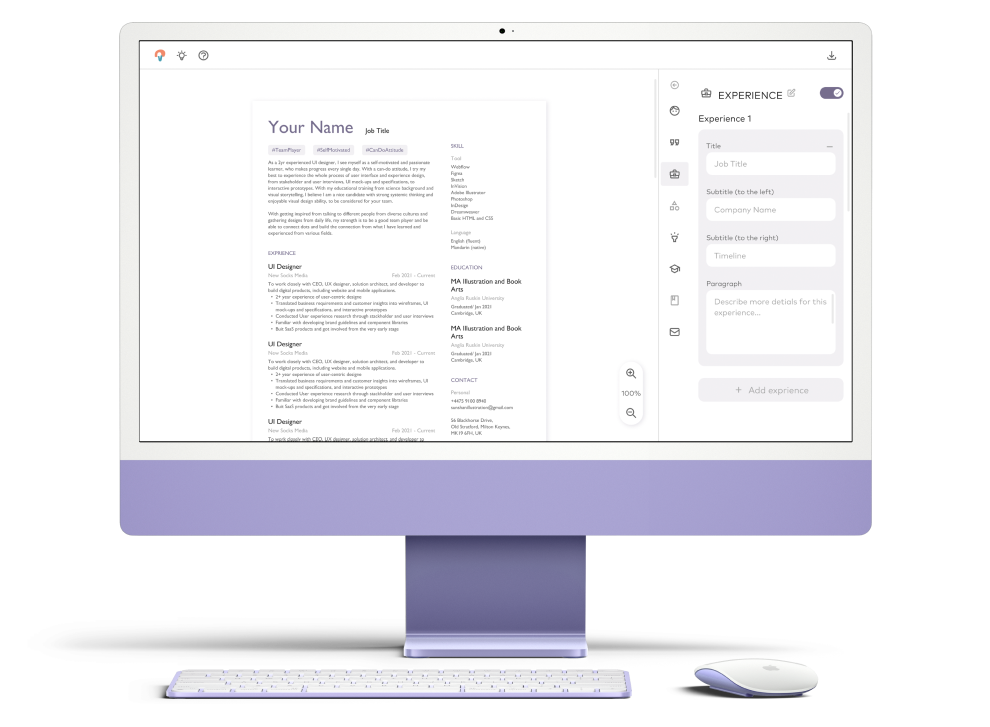 Your Name Job Title
#TeamPlayer #SelfMotivated #CanDoAttitude
As a 2yr experienced UI designer, I see myself as a self-motivated and passionate
learner, who makes progress every single day. With a can-do attitude, I try my
best to experience the whole process of user interface and experience design,
from stakeholder and user interviews, UI mock-ups and specifications, to
interactive prototypes. With my educational training from science background and
visual storytelling, I believe I am a nice candidate with strong systemic thinking and
enjoyable visual design ability, to be considered for your team.
With getting inspired from talking to different people from diverse cultures and
gathering designs from daily life, my strength is to be a good team player and be
able to connect dots and build the connection from what I have learned and
experienced from various fields.
EXPRIENCE
UI Designer
New Socks Media Feb 2021 - Current
To work closely with CEO, UX designer, solution architect, and developer to
build digital products, including website and mobile applications.
• 2+ year experience of user-centric designs
• Translated business requirements and customer insights into wireframes, UI
mock-ups and specifications, and interactive prototypes
• Conducted User experience research through stackholder and user interviews
• Familiar with developing brand guidelines and component libraries
• Buit SaaS products and got involved from the very early stage
UI Designer
New Socks Media Feb 2021 - Current
To work closely with CEO, UX designer, solution architect, and developer to
build digital products, including website and mobile applications.
• 2+ year experience of user-centric designs
• Translated business requirements and customer insights into wireframes, UI
mock-ups and specifications, and interactive prototypes
• Conducted User experience research through stackholder and user interviews
• Familiar with developing brand guidelines and component libraries
• Buit SaaS products and got involved from the very early stage
UI Designer
New Socks Media Feb 2021 - Current
To work closely with CEO, UX designer, solution architect, and developer to
SKILL
Tool
Webflow
Figma
Sketch
InVision
Adobe Illustrator
Photoshop
InDesign
Dreamweaver
Basic HTML and CSS
Language
English (fluent)
Mandarin (native)
EDUCATION
MA Illustration and Book
Arts
Anglia Ruskin University
Graduated/ Jan 2021
Cambridge, UK
MA Illustration and Book
Arts
Anglia Ruskin University
Graduated/ Jan 2021
Cambridge, UK
CONTACT
Personal
+4475 9100 8940
56 Blackhorse Drive,
Old Stratford, Milton Keynes,
MK19 6FH, UK
100%
EXPERIENCE
Experience 1
Title
Job Title
Subtitle (to the left)
Company Name
Subtitle (to the right)
Timeline
Paragraph
Describe more detials for this
experience...
+ Add exprience